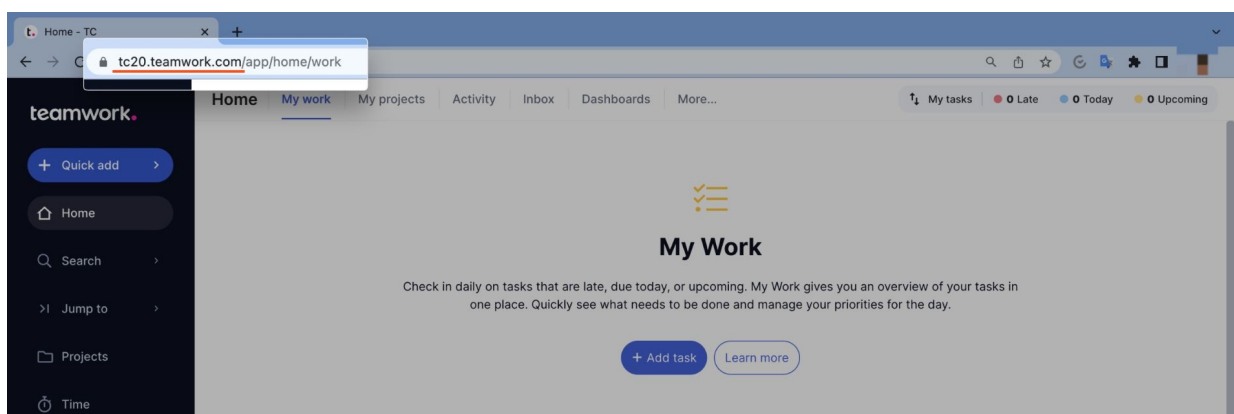 Home - TC
tc20.teamwork.com/app/home/work
teamwork.
Home My work My projects Activity Inbox Dashboards More...
My tasks 0 Late 0 Today 0 Upcoming
Quick add
Home
Search
Jump to
Projects
Time
My Work
Check in daily on tasks that are late, due today, or upcoming. My Work gives you an overview of your tasks in
one place. Quickly see what needs to be done and manage your priorities for the day.
+ Add task Learn more